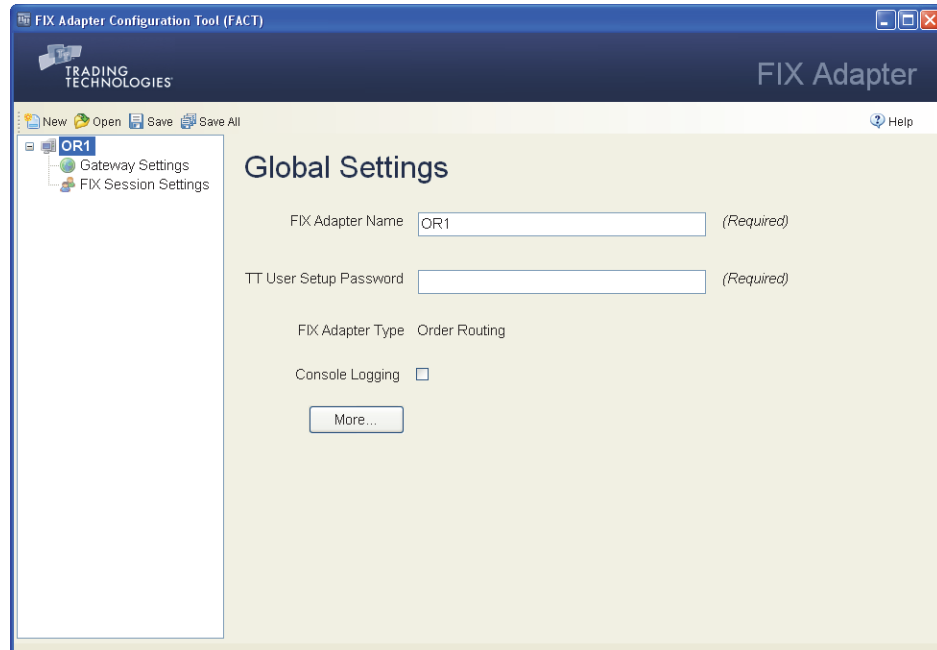 FIX Adapter Configuration Tool (FACT)
TRADING
TECHNOLOGIES
FIX Adapter
New Open Save Save All Help
OR1
Gateway Settings
FIX Session Settings
Global Settings
FIX Adapter Name OR1 (Required)
TT User Setup Password (Required)
FIX Adapter Type Order Routing
Console Logging
More...